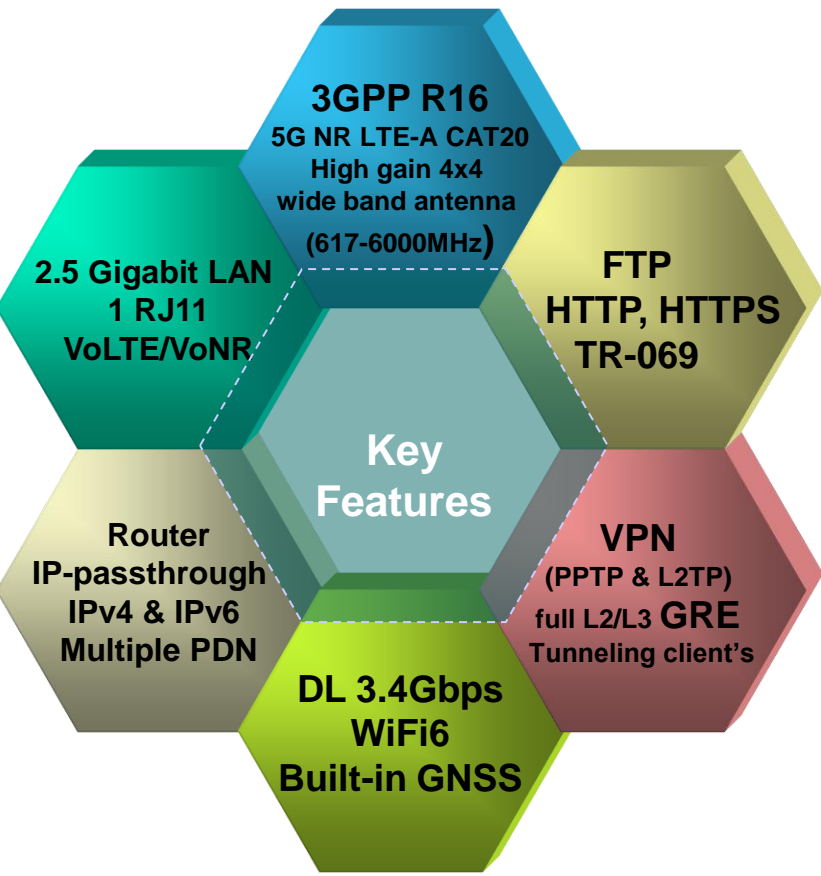 3GPP R16
5G NR LTE-A CAT20
High gain 4x4
wide band antenna
(617-6000MHz)
2.5 Gigabit LAN
1 RJ11
VoLTE/VoNR
FTP
HTTP, HTTPS
TR-069
Key
Features
Router
IP-passthrough
IPv4 & IPv6
Multiple PDN
VPN
(PPTP & L2TP)
full L2/L3 GRE
Tunneling client's
DL 3.4Gbps
WiFi6
Built-in GNSS